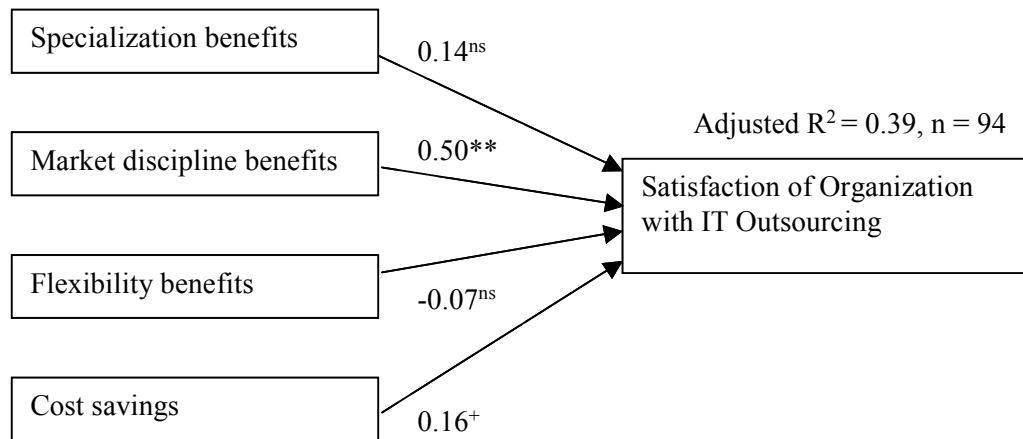 Specialization benefits
0.14ns
Adjusted R2 = 0.39, n = 94
Market discipline benefits
0.50**
Satisfaction of Organization
with IT Outsourcing
Flexibility benefits
-0.07ns
Cost savings
0.16+